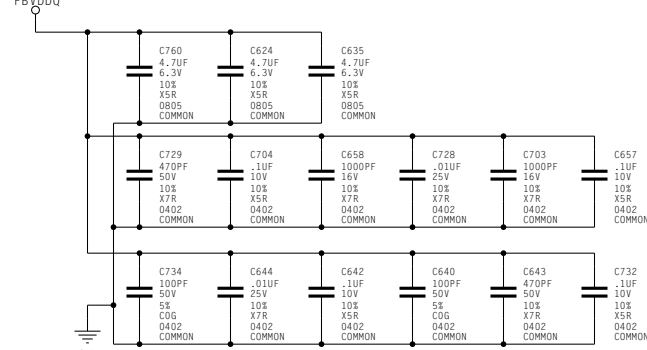 FBVDDQ
C760
4.7UF
6.3V
10%
X5R
0805
COMMON
C624
4.7UF
6.3V
10%
X5R
0805
COMMON
C635
4.7UF
6.3V
10%
X5R
0805
COMMON
C729
470PF
50V
10%
X7R
0402
COMMON
C704
.1UF
10V
10%
X5R
0402
COMMON
C658
1000PF
16V
10%
X7R
0402
COMMON
C728
.01UF
25V
10%
X7R
0402
COMMON
C703
1000PF
16V
10%
X7R
0402
COMMON
C657
.1UF
10V
10%
X5R
0402
COMMON
C734
100PF
50V
5%
COG
0402
COMMON
C644
.01UF
25V
10%
X7R
0402
COMMON
C642
.1UF
10V
10%
X5R
0402
COMMON
C640
100PF
50V
5%
COG
0402
COMMON
C643
470PF
50V
10%
X7R
0402
COMMON
C732
.1UF
10V
10%
X5R
0402
COMMON